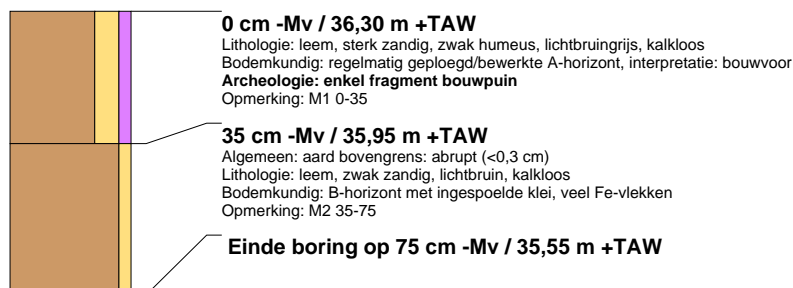 0 cm -Mv / 36,30 m +TAW
Lithologie: leem, sterk zandig, zwak humeus, lichtbruingrijs, kalkloos
Bodemkundig: regelmatig geploegd/bewerkte A-horizont, interpretatie: bouwvoor
Archeologie: enkel fragment bouwpuin
Opmerking: M1 0-35
35 cm -Mv / 35,95 m +TAW
Algemeen: aard bovengrens: abrupt (<0,3 cm)
Lithologie: leem, zwak zandig, lichtbruin, kalkloos
Bodemkundig: B-horizont met ingespoelde klei, veel Fe-vlekken
Opmerking: M2 35-75
Einde boring op 75 cm -Mv / 35,55 m +TAW